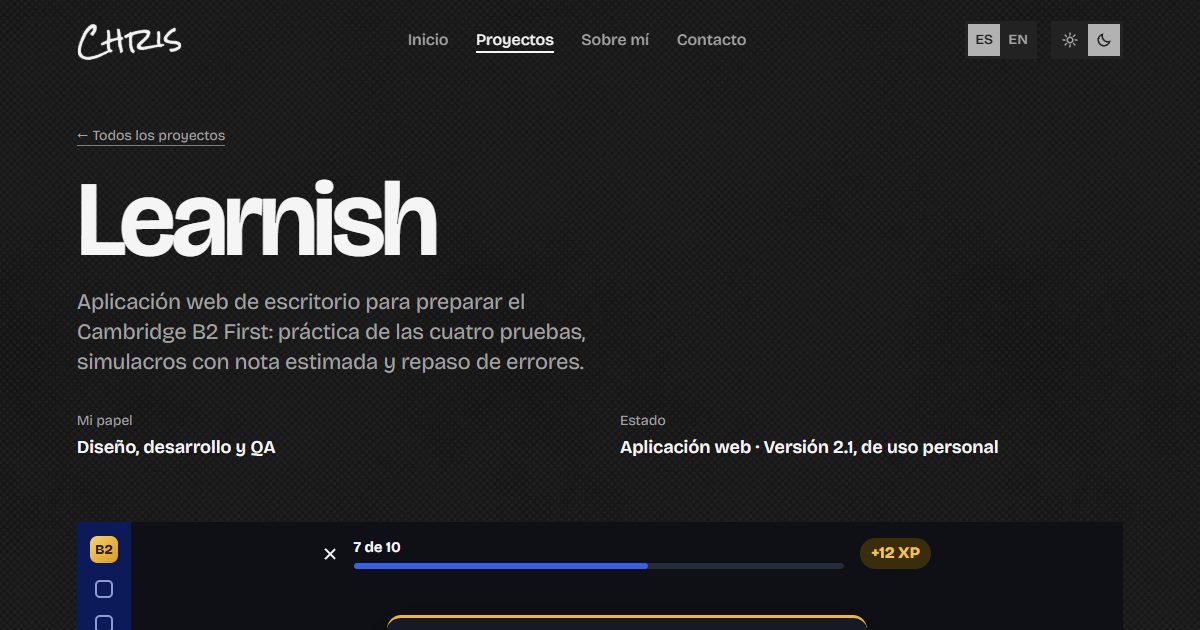 CHRIS
Inicio
Proyectos
Sobre mí
Contacto
ES
EN
← Todos los proyectos
Learnish
Aplicación web de escritorio para preparar el
Cambridge B2 First: práctica de las cuatro pruebas,
simulacros con nota estimada y repaso de errores.
Mi papel
Diseño, desarrollo y QA
Estado
Aplicación web · Versión 2.1, de uso personal
B2
7 de 10
+12 XP